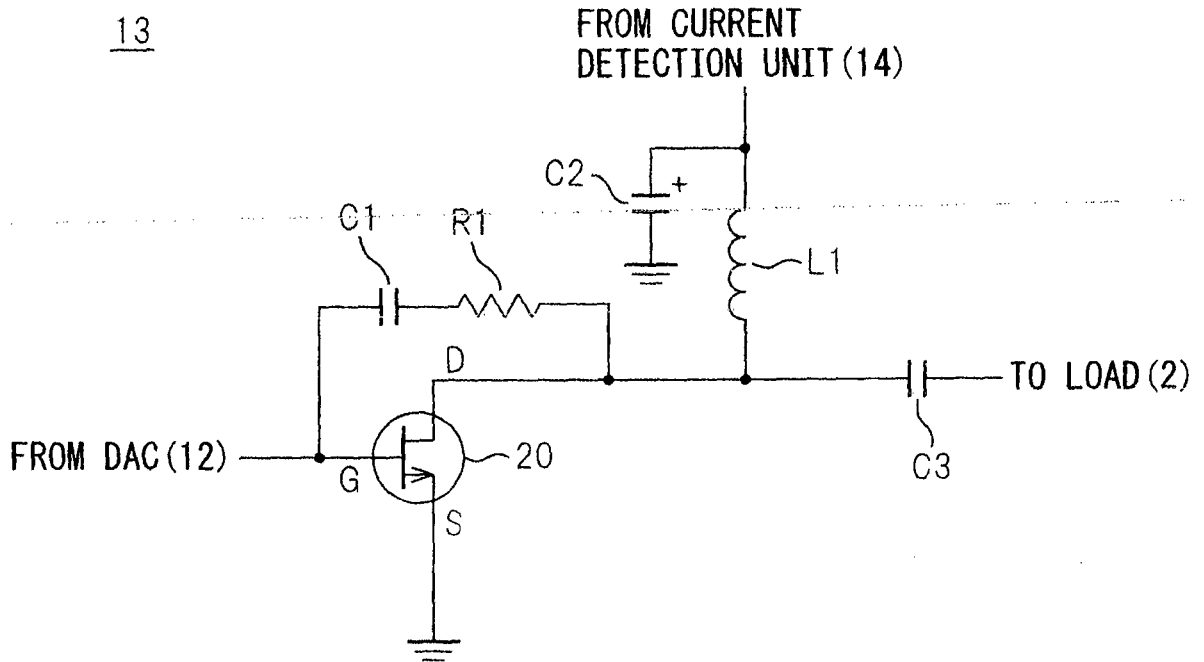 13
FROM CURRENT
DETECTION UNIT(14)
C2
+
C1
R1
L1
D
TO LOAD(2)
FROM DAC(12)
G
20
C3
S